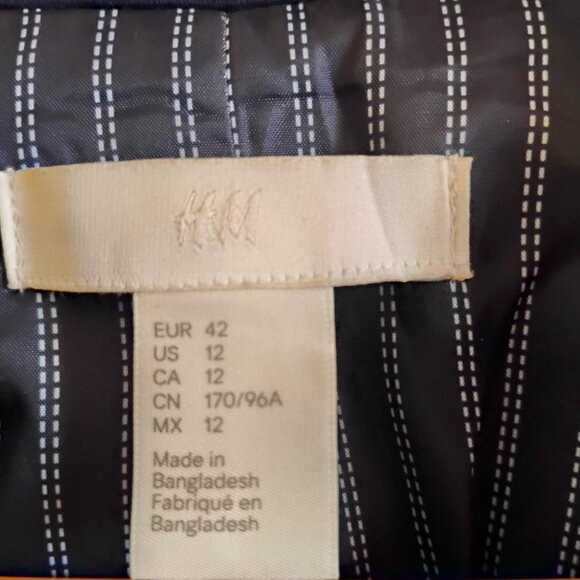 H&M
EUR 42
US 12
CA 12
CN 170/96A
MX 12
Made in
Bangladesh
Fabriqué en
Bangladesh